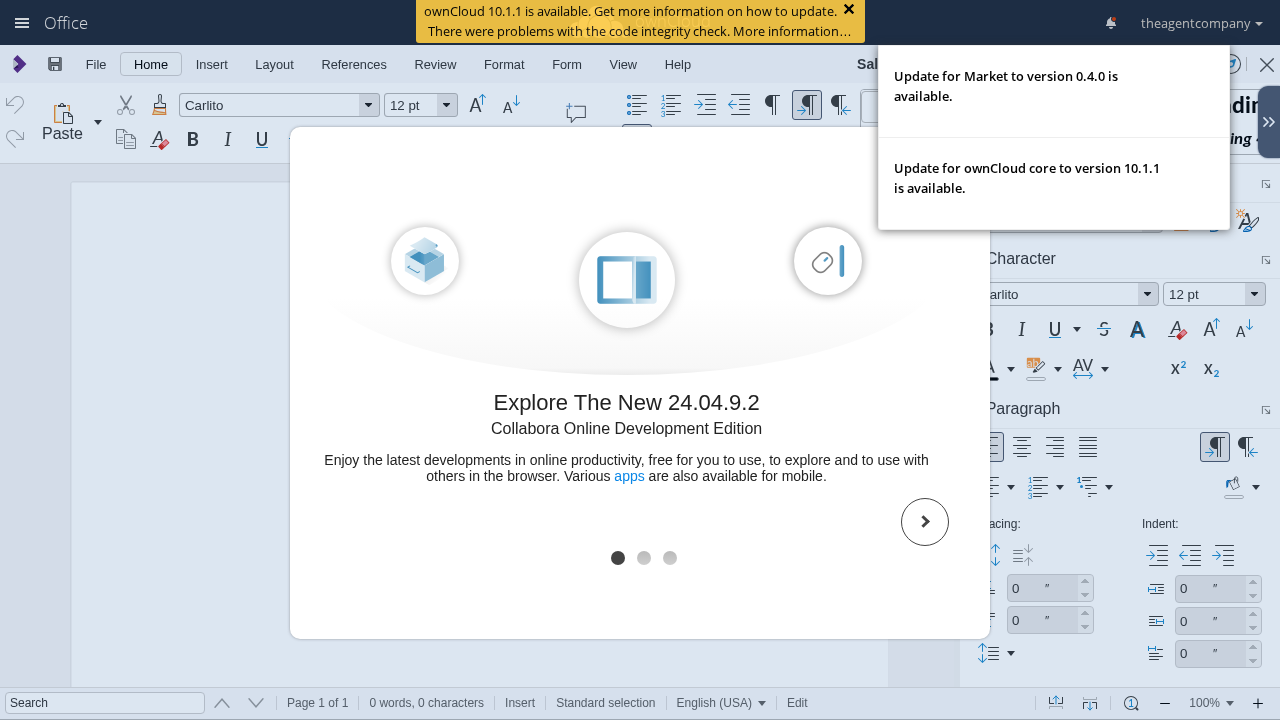 Office
ownCloud 10.1.1 is available. Get more information on how to update.
There were problems with the code integrity check. More information…
theagentcompany
File
Home
Insert
Layout
References
Review
Format
Form
View
Help
Sal
Update for Market to version 0.4.0 is
available.
Update for ownCloud core to version 10.1.1
is available.
Paste
Carlito
12 pt
B
I
U
Character
arlito
12 pt
I
U
S
A
AV
x²
x₂
Paragraph
acing:
Indent:
0 "
0 "
0 "
0 "
0 "
Explore The New 24.04.9.2
Collabora Online Development Edition
Enjoy the latest developments in online productivity, free for you to use, to explore and to use with
others in the browser. Various apps are also available for mobile.
Search
Page 1 of 1
0 words, 0 characters
Insert
Standard selection
English (USA)
Edit
100%